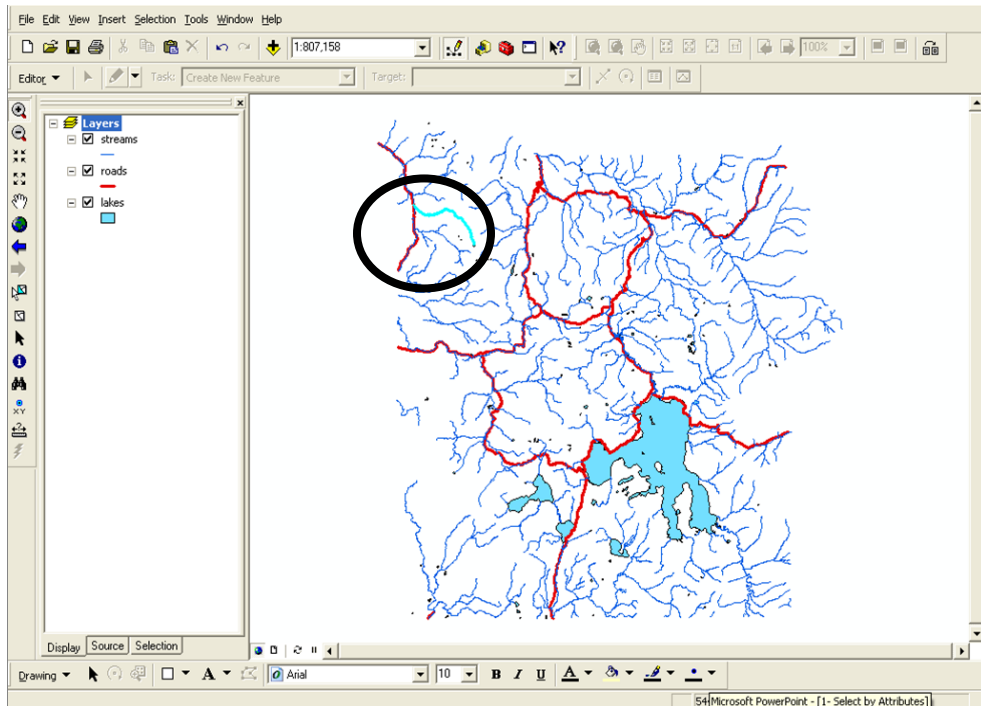 File Edit View Insert Selection Tools Window Help
1:807,158 100%
Editor Task: Create New Feature Target:
Layers
streams
roads
lakes
Display Source Selection
Drawing A Arial 10 B I U A
54 Microsoft PowerPoint - [1- Select by Attributes]